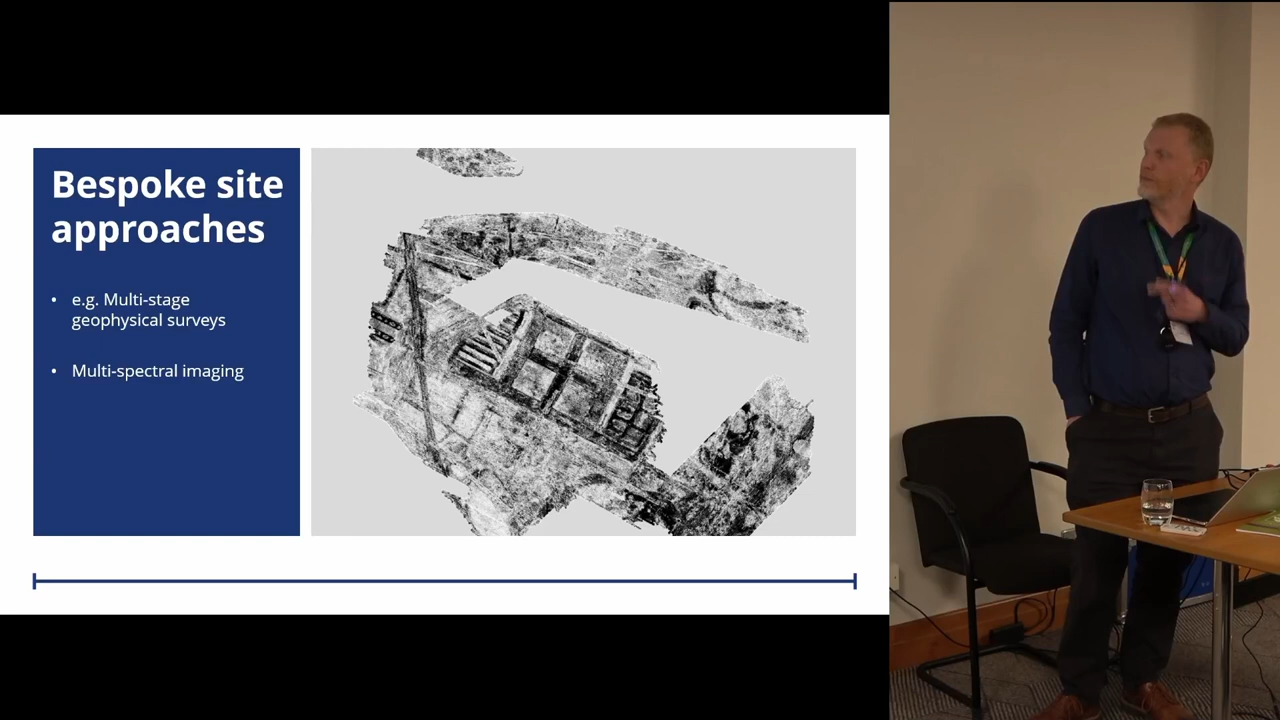 Bespoke site
approaches
• e.g. Multi-stage
geophysical surveys
• Multi-spectral imaging